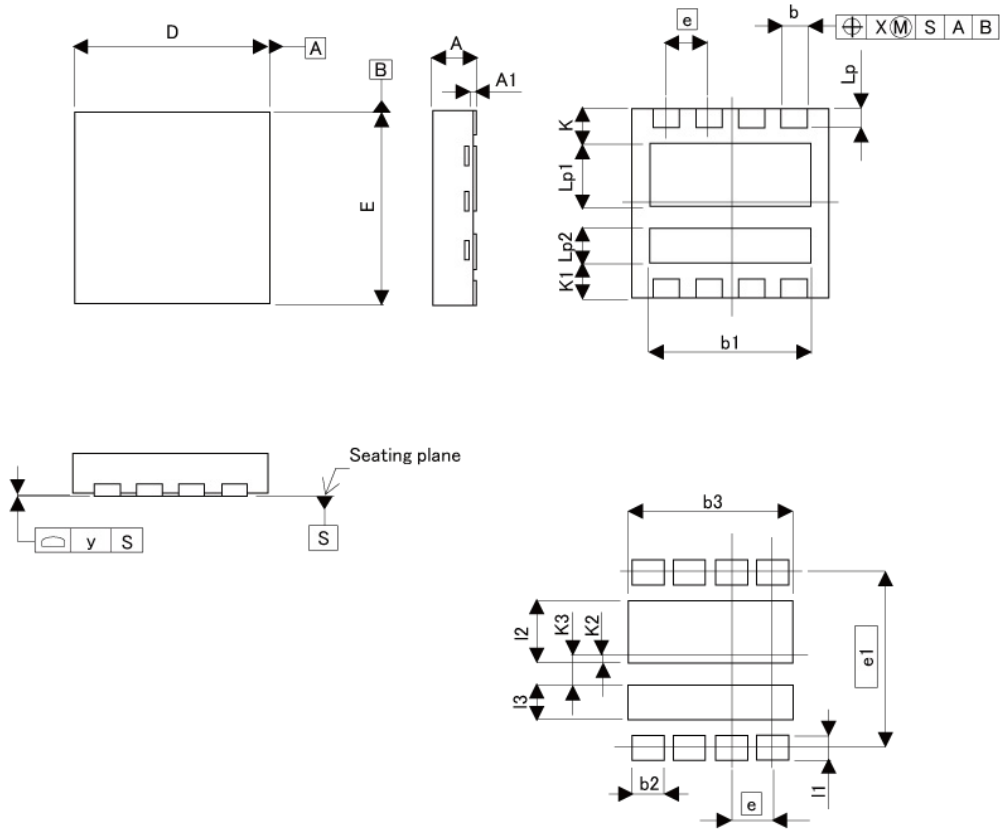 D
A
B
E
A
A1
e
b
⌖ X Ⓜ S A B
Lp
K
Lp1
Lp2
K1
b1
Seating plane
S
⌓ y S
b3
l2
K3
K2
l3
e1
b2
e
l1